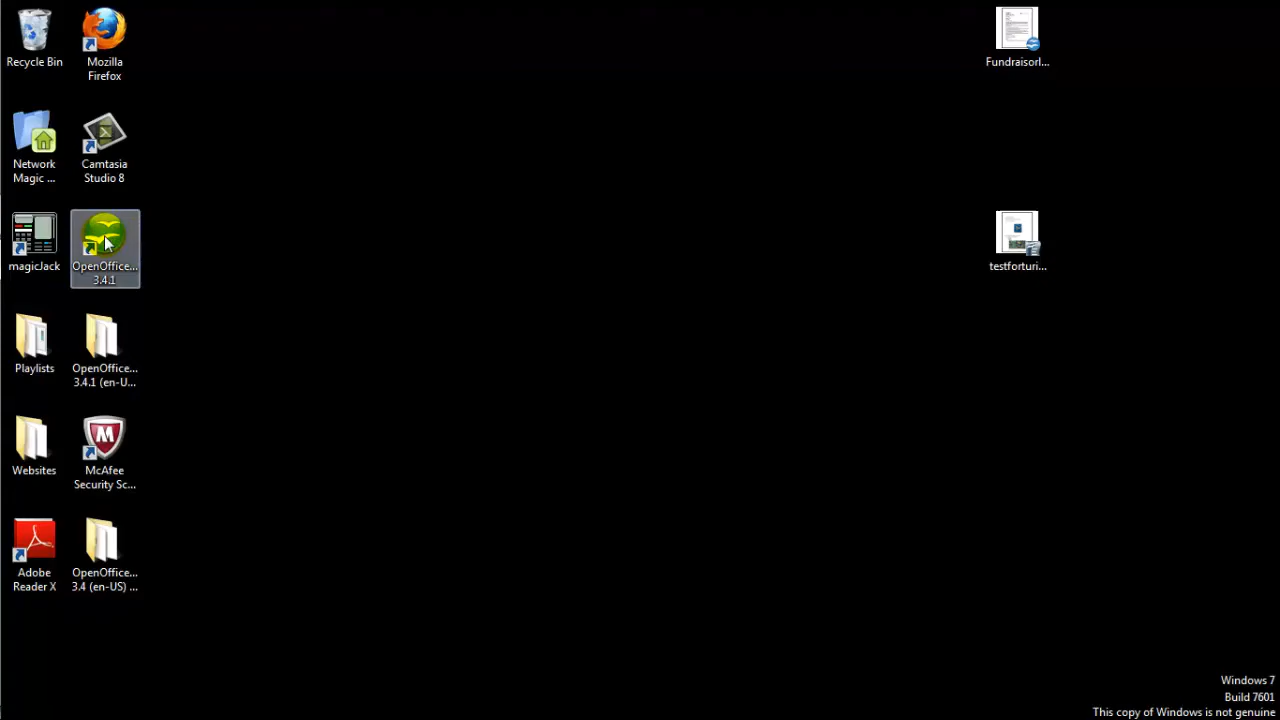 Recycle Bin
Mozilla
Firefox
Fundraisorl...
Network
Magic ...
Camtasia
Studio 8
magicJack
OpenOffice...
3.4.1
testforturi...
Playlists
OpenOffice...
3.4.1 (en-U...
Websites
McAfee
Security Sc...
Adobe
Reader X
OpenOffice...
3.4 (en-US) ...
Windows 7
Build 7601
This copy of Windows is not genuine